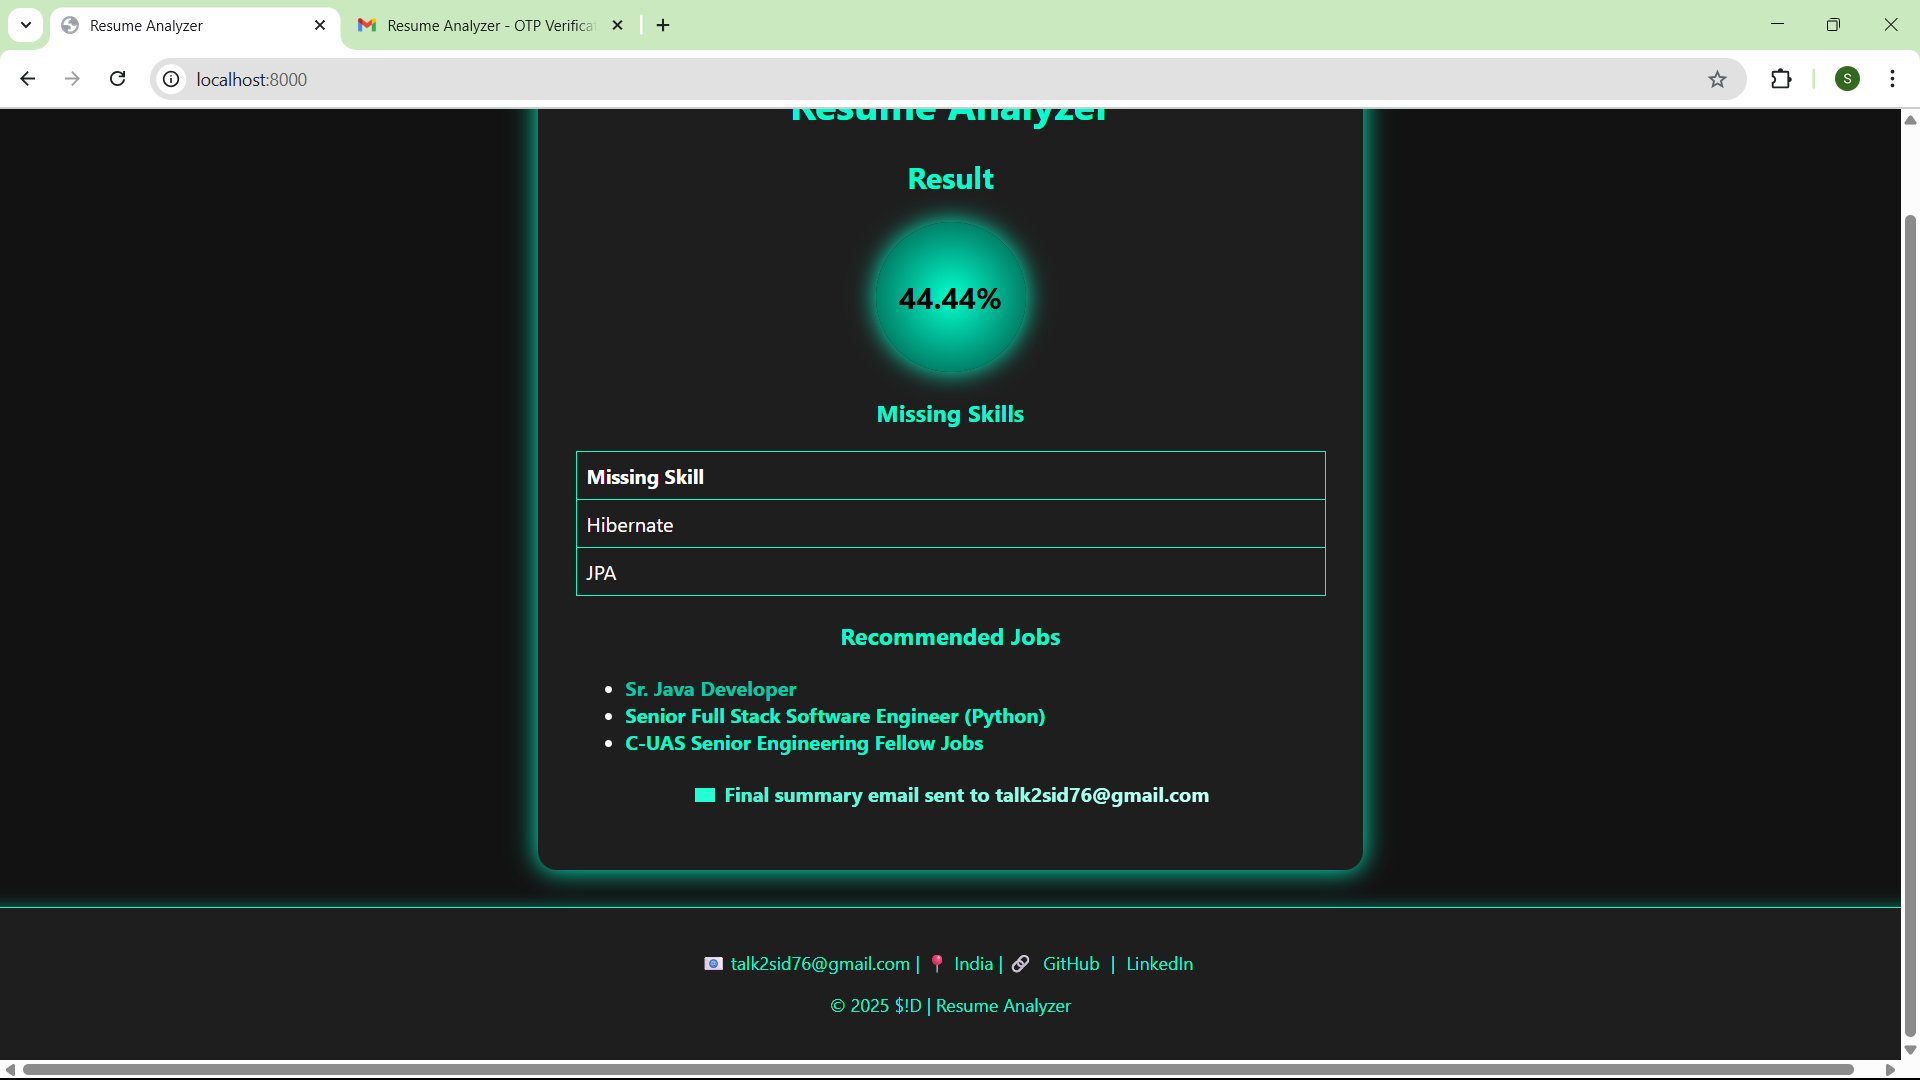 Resume Analyzer
Resume Analyzer - OTP Verifica
localhost:8000
S
Resume Analyzer
Result
44.44%
Missing Skills
Missing Skill
Hibernate
JPA
Recommended Jobs
Sr. Java Developer
Senior Full Stack Software Engineer (Python)
C-UAS Senior Engineering Fellow Jobs
Final summary email sent to talk2sid76@gmail.com
talk2sid76@gmail.com | India | GitHub | LinkedIn
© 2025 $!D | Resume Analyzer